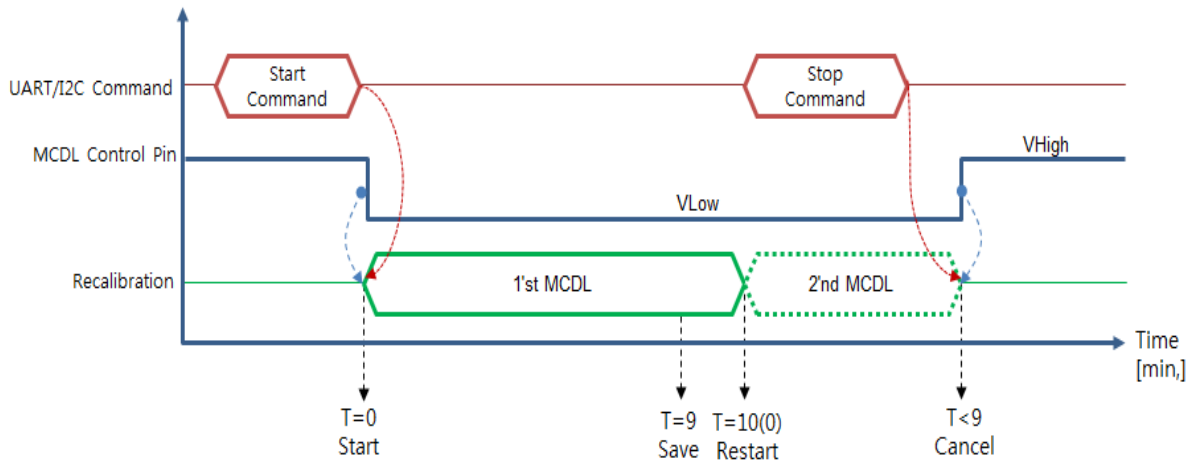 Start
Command
Stop
Command
UART/I2C Command
MCDL Control Pin
VHigh
VLow
Recalibration
1'st MCDL
2'nd MCDL
Time
[min,]
T=0
Start
T=9
Save
T=10(0)
Restart
T<9
Cancel